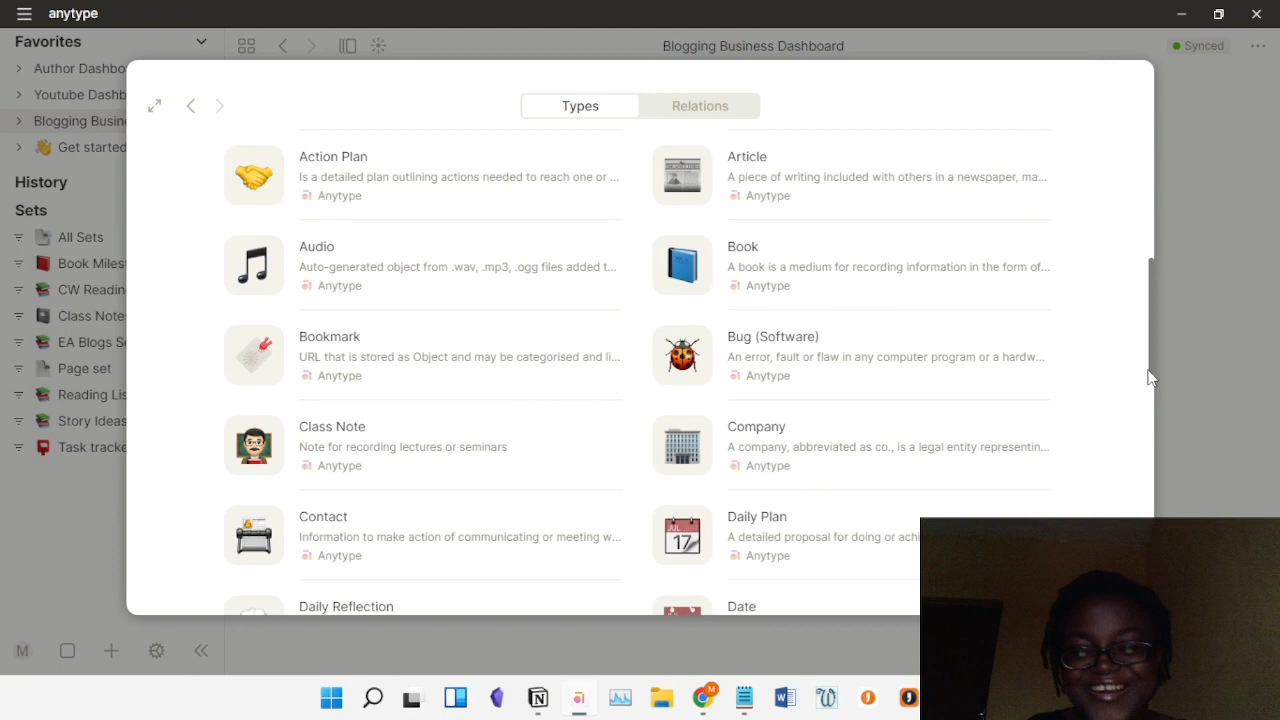 anytype
Favorites
Blogging Business Dashboard
Synced
Author Dashbo
Youtube Dashb
Blogging Busin
Get started
History
Sets
All Sets
Book Milest
CW Readin
Class Notes
EA Blogs Se
Page set
Reading Lis
Story Ideas
Task tracke
M
Types
Relations
Action Plan
Is a detailed plan outlining actions needed to reach one or ...
Anytype
Article
A piece of writing included with others in a newspaper, ma...
Anytype
Audio
Auto-generated object from .wav, .mp3, .ogg files added t...
Anytype
Book
A book is a medium for recording information in the form of...
Anytype
Bookmark
URL that is stored as Object and may be categorised and li...
Anytype
Bug (Software)
An error, fault or flaw in any computer program or a hardw...
Anytype
Class Note
Note for recording lectures or seminars
Anytype
Company
A company, abbreviated as co., is a legal entity representin...
Anytype
Contact
Information to make action of communicating or meeting w...
Anytype
JUL
17
Daily Plan
A detailed proposal for doing or achi
Anytype
Daily Reflection
Date
M